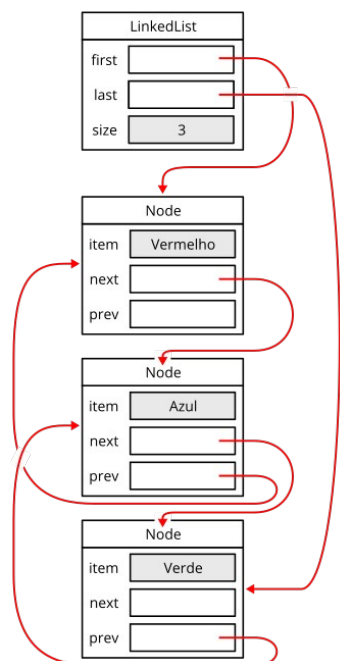 LinkedList
first
last
size 3
Node
item Vermelho
next
prev
Node
item Azul
next
prev
Node
item Verde
next
prev